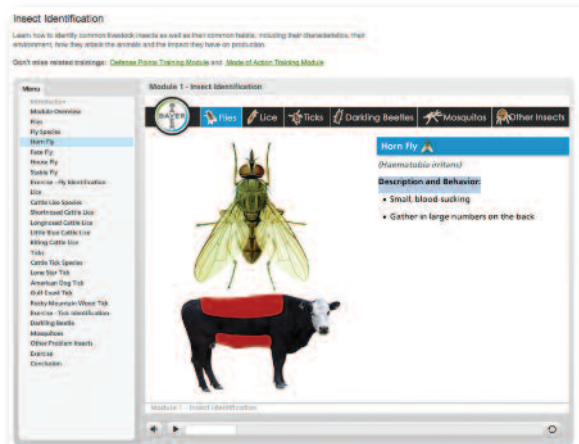 Insect Identification
Learn how to identify common livestock insects as well as their common habits, including their characteristics, their
environment, how they attack the animals and the impact they have on production.
Don't miss related trainings: Defense Points Training Module and Mode of Action Training Module
Menu
Introduction
Module Overview
Flies
Fly Species
Horn Fly
Face Fly
House Fly
Stable Fly
Exercise - Fly Identification
Lice
Cattle Lice Species
Shortnosed Cattle Lice
Longnosed Cattle Lice
Little Blue Cattle Lice
Biting Cattle Lice
Ticks
Cattle Tick Species
Lone Star Tick
American Dog Tick
Gulf Coast Tick
Rocky Mountain Wood Tick
Exercise - Tick Identification
Darkling Beetle
Mosquitoes
Other Problem Insects
Exercise
Conclusion
Module 1 - Insect Identification
BAYER
Flies
Lice
Ticks
Darkling Beetles
Mosquitos
Other Insects
Horn Fly
(Haematobia irritans)
Description and Behavior:
• Small, blood-sucking
• Gather in large numbers on the back
Module 1 - Insect Identification